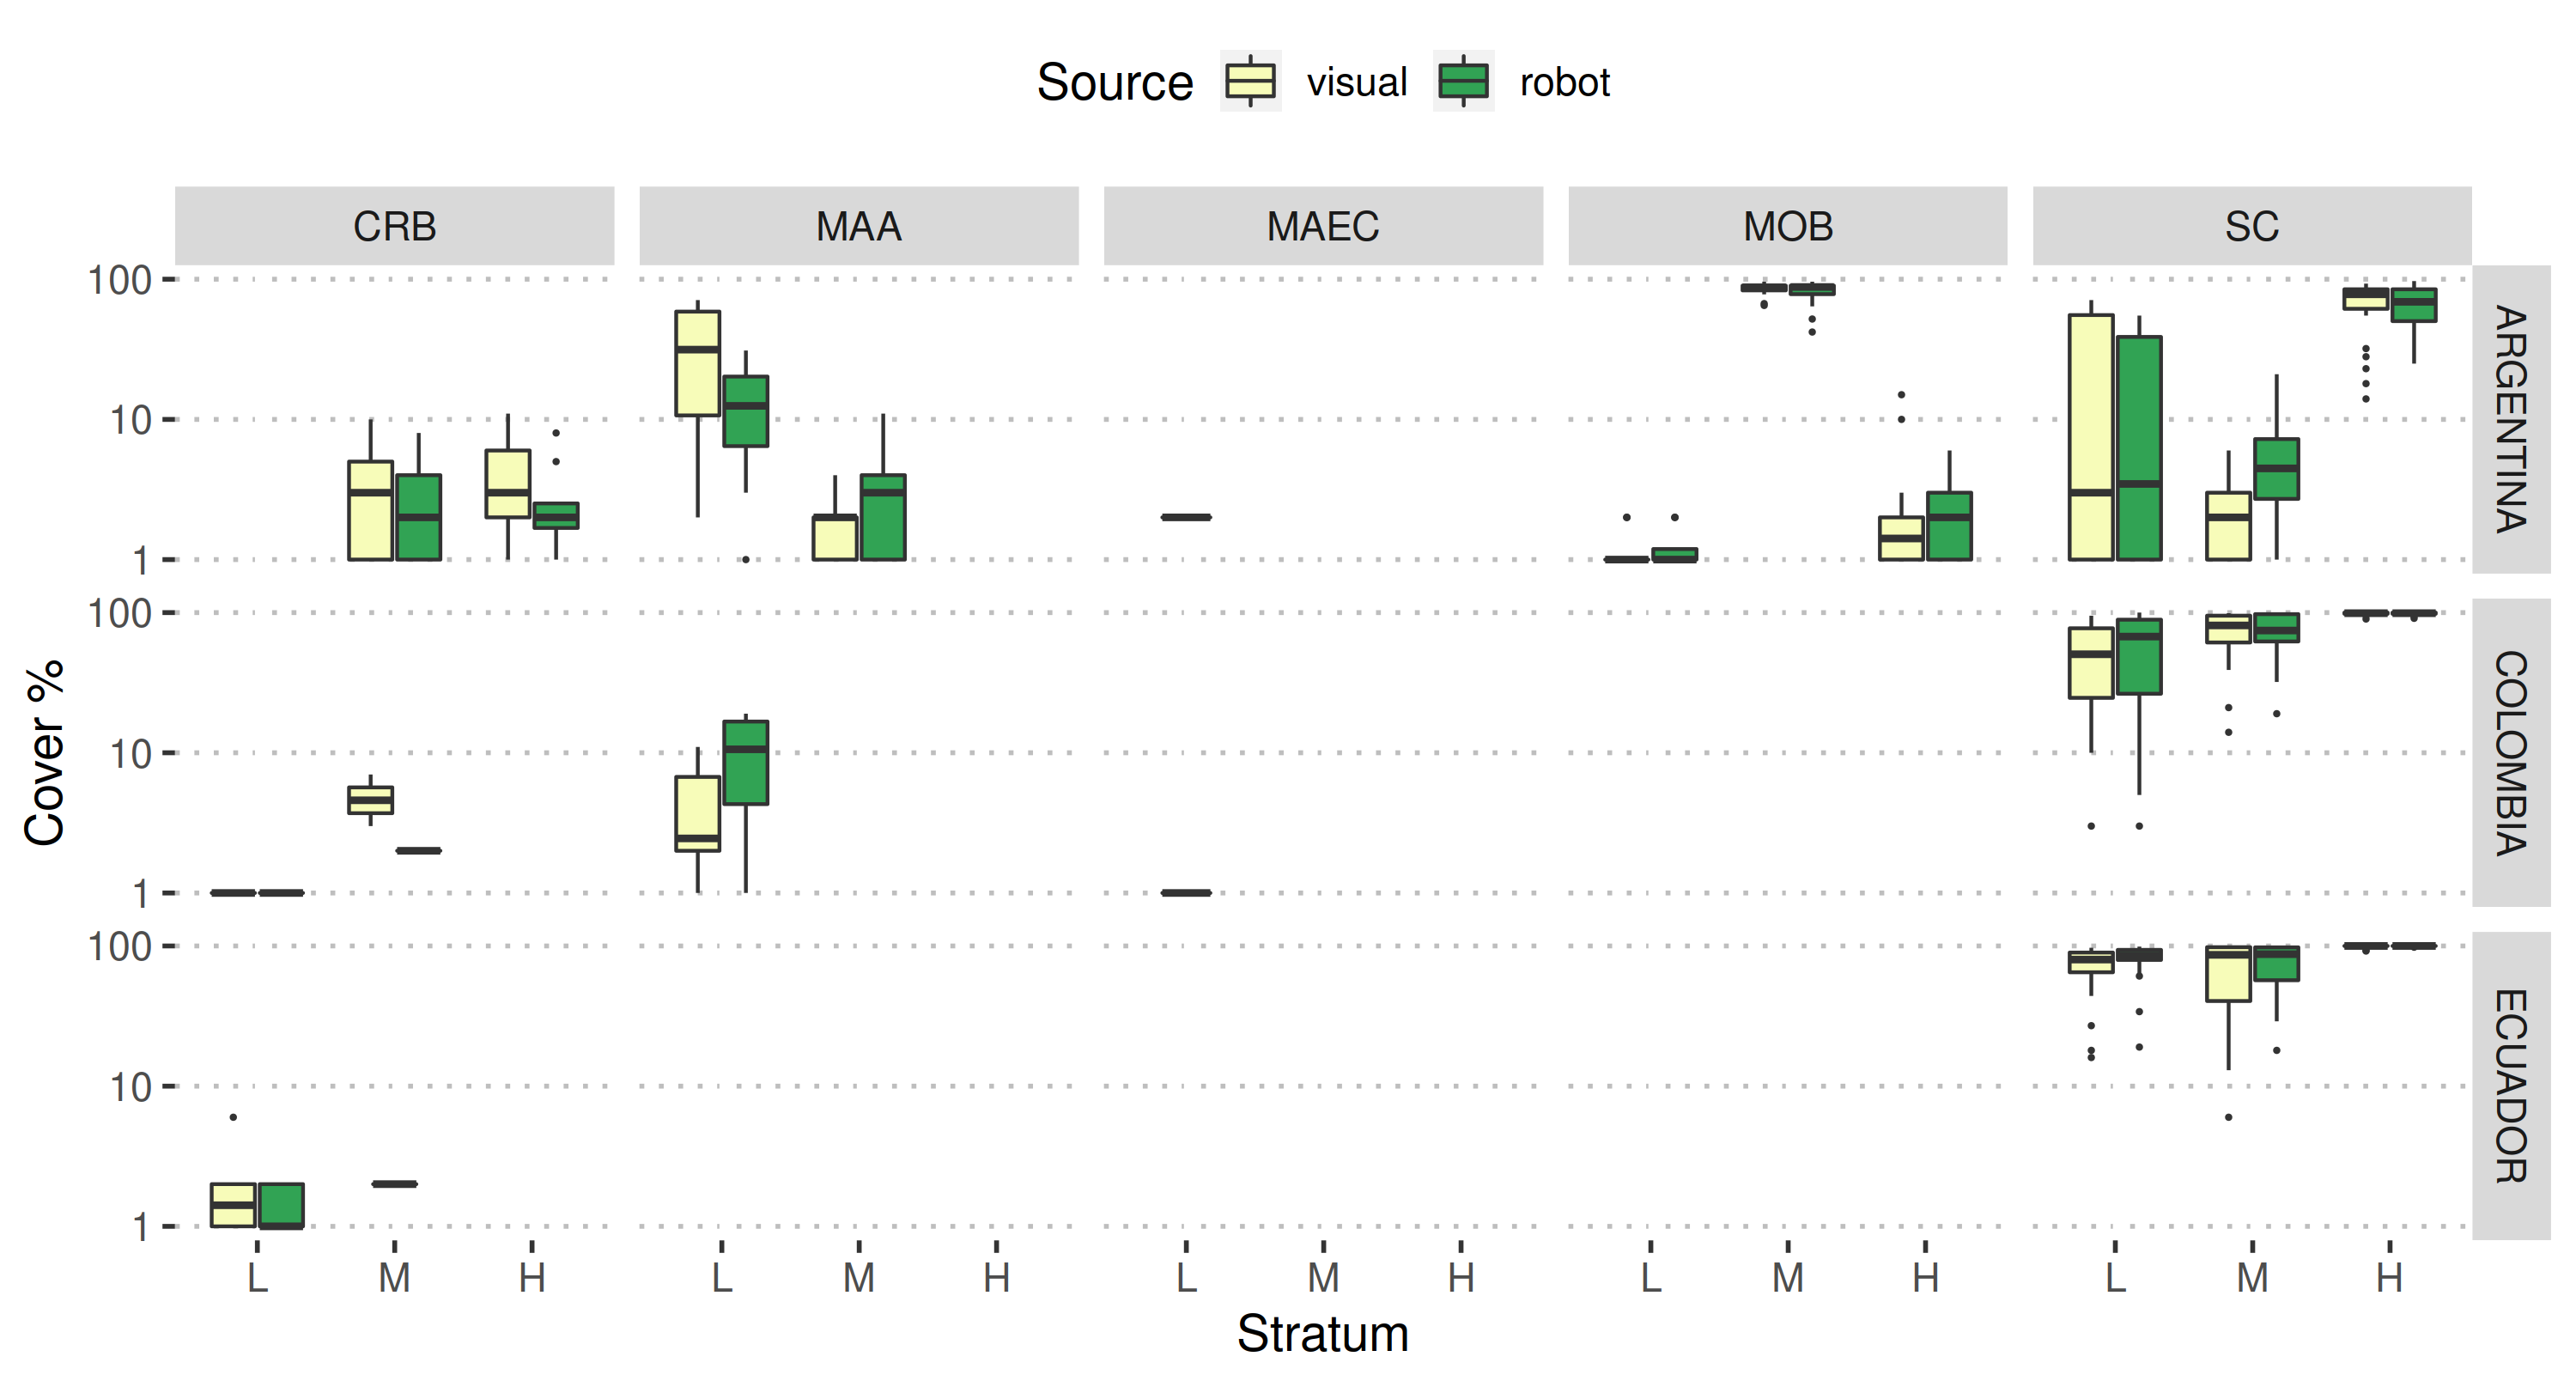 Source visual robot
CRB MAA MAEC MOB SC
100
10
1
ARGENTINA
100
10
1
COLOMBIA
100
10
1
ECUADOR
Cover %
L M H L M H L M H L M H L M H
Stratum